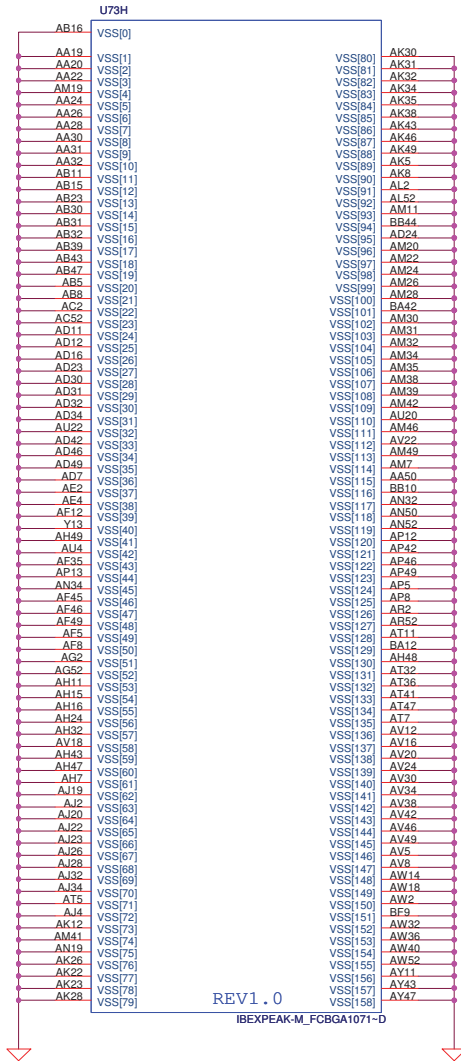 U73H
AB16 VSS[0]
AA19 VSS[1] VSS[80] AK30
AA20 VSS[2] VSS[81] AK31
AA22 VSS[3] VSS[82] AK32
AM19 VSS[4] VSS[83] AK34
AA24 VSS[5] VSS[84] AK35
AA26 VSS[6] VSS[85] AK38
AA28 VSS[7] VSS[86] AK43
AA30 VSS[8] VSS[87] AK46
AA31 VSS[9] VSS[88] AK49
AA32 VSS[10] VSS[89] AK5
AB11 VSS[11] VSS[90] AK8
AB15 VSS[12] VSS[91] AL2
AB23 VSS[13] VSS[92] AL52
AB30 VSS[14] VSS[93] AM11
AB31 VSS[15] VSS[94] BB44
AB32 VSS[16] VSS[95] AD24
AB39 VSS[17] VSS[96] AM20
AB43 VSS[18] VSS[97] AM22
AB47 VSS[19] VSS[98] AM24
AB5 VSS[20] VSS[99] AM26
AB8 VSS[21] VSS[100] AM28
AC2 VSS[22] VSS[101] BA42
AC52 VSS[23] VSS[102] AM30
AD11 VSS[24] VSS[103] AM31
AD12 VSS[25] VSS[104] AM32
AD16 VSS[26] VSS[105] AM34
AD23 VSS[27] VSS[106] AM35
AD30 VSS[28] VSS[107] AM38
AD31 VSS[29] VSS[108] AM39
AD32 VSS[30] VSS[109] AM42
AD34 VSS[31] VSS[110] AU20
AU22 VSS[32] VSS[111] AM46
AD42 VSS[33] VSS[112] AV22
AD46 VSS[34] VSS[113] AM49
AD49 VSS[35] VSS[114] AM7
AD7 VSS[36] VSS[115] AA50
AE2 VSS[37] VSS[116] BB10
AE4 VSS[38] VSS[117] AN32
AF12 VSS[39] VSS[118] AN50
Y13 VSS[40] VSS[119] AN52
AH49 VSS[41] VSS[120] AP12
AU4 VSS[42] VSS[121] AP42
AF35 VSS[43] VSS[122] AP46
AP13 VSS[44] VSS[123] AP49
AN34 VSS[45] VSS[124] AP5
AF45 VSS[46] VSS[125] AP8
AF46 VSS[47] VSS[126] AR2
AF49 VSS[48] VSS[127] AR52
AF5 VSS[49] VSS[128] AT11
AF8 VSS[50] VSS[129] BA12
AG2 VSS[51] VSS[130] AH48
AG52 VSS[52] VSS[131] AT32
AH11 VSS[53] VSS[132] AT36
AH15 VSS[54] VSS[133] AT41
AH16 VSS[55] VSS[134] AT47
AH24 VSS[56] VSS[135] AT7
AH32 VSS[57] VSS[136] AV12
AV18 VSS[58] VSS[137] AV16
AH43 VSS[59] VSS[138] AV20
AH47 VSS[60] VSS[139] AV24
AH7 VSS[61] VSS[140] AV30
AJ19 VSS[62] VSS[141] AV34
AJ2 VSS[63] VSS[142] AV38
AJ20 VSS[64] VSS[143] AV42
AJ22 VSS[65] VSS[144] AV46
AJ23 VSS[66] VSS[145] AV49
AJ26 VSS[67] VSS[146] AV5
AJ28 VSS[68] VSS[147] AV8
AJ32 VSS[69] VSS[148] AW14
AJ34 VSS[70] VSS[149] AW18
AT5 VSS[71] VSS[150] AW2
AJ4 VSS[72] VSS[151] BF9
AK12 VSS[73] VSS[152] AW32
AM41 VSS[74] VSS[153] AW36
AN19 VSS[75] VSS[154] AW40
AK26 VSS[76] VSS[155] AW52
AK22 VSS[77] VSS[156] AY11
AK23 VSS[78] VSS[157] AY43
AK28 VSS[79] VSS[158] AY47
REV1.0
IBEXPEAK-M_FCBGA1071~D